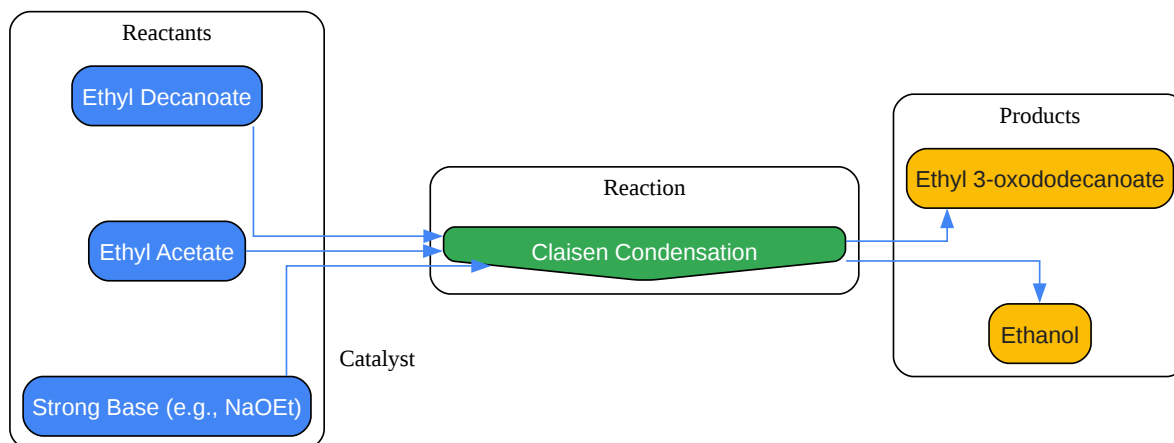 Reactants
Ethyl Decanoate
Ethyl Acetate
Strong Base (e.g., NaOEt)
Catalyst
Reaction
Claisen Condensation
Products
Ethyl 3-oxododecanoate
Ethanol